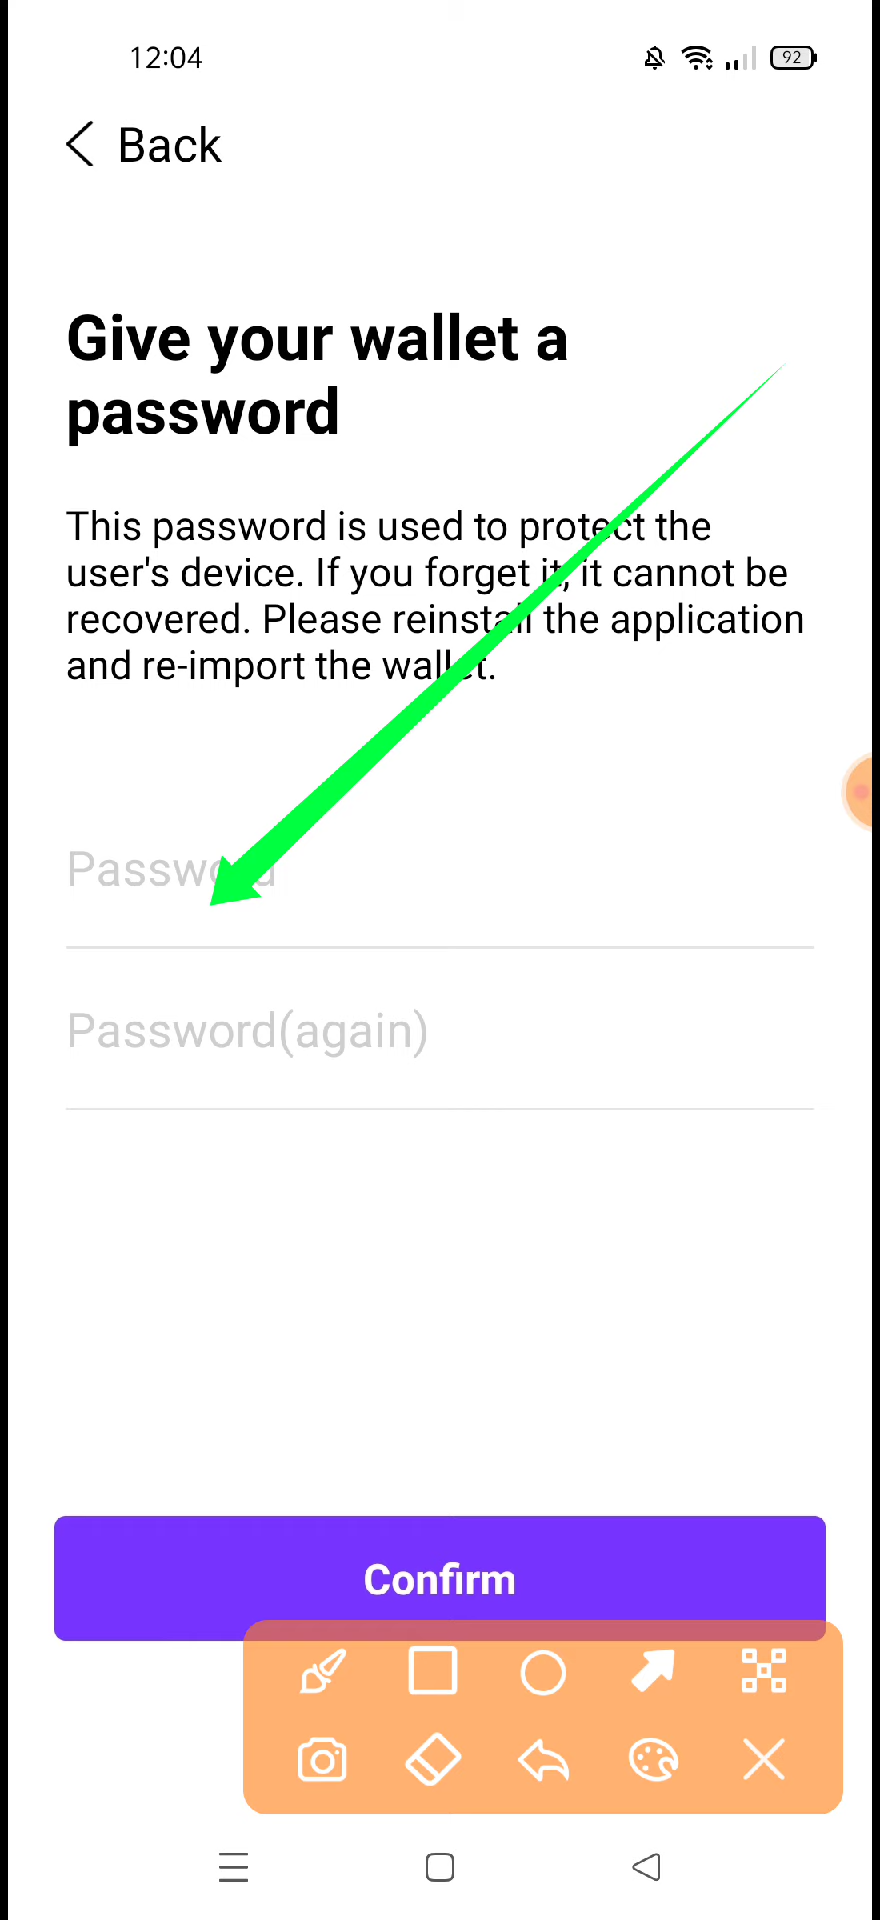 12:04
92
Back
Give your wallet a
password
This password is used to protect the
user's device. If you forget it, it cannot be
recovered. Please reinstall the application
and re-import the wallet.
Password
Password(again)
Confirm